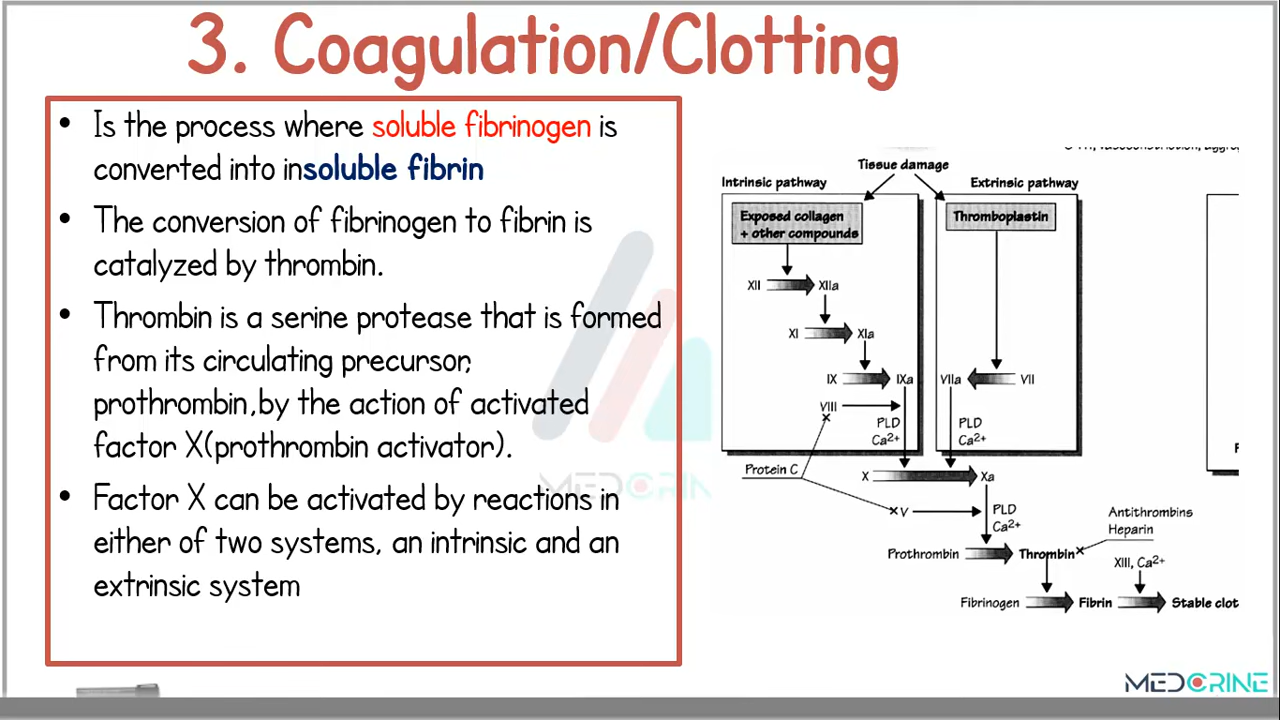 3. Coagulation/Clotting
• Is the process where soluble fibrinogen is
converted into insoluble fibrin
• The conversion of fibrinogen to fibrin is
catalyzed by thrombin.
• Thrombin is a serine protease that is formed
from its circulating precursor,
prothrombin,by the action of activated
factor X(prothrombin activator).
• Factor X can be activated by reactions in
either of two systems, an intrinsic and an
extrinsic system
Tissue damage
Intrinsic pathway
Extrinsic pathway
Exposed collagen
+ other compounds
Thromboplastin
XII XIIa
XI XIa
IX IXa
VIIa VII
VIII
PLD
Ca2+
PLD
Ca2+
Protein C
X Xa
V
PLD
Ca2+
Antithrombins
Heparin
Prothrombin Thrombin
XIII, Ca2+
Fibrinogen Fibrin Stable clot
MEDCRINE